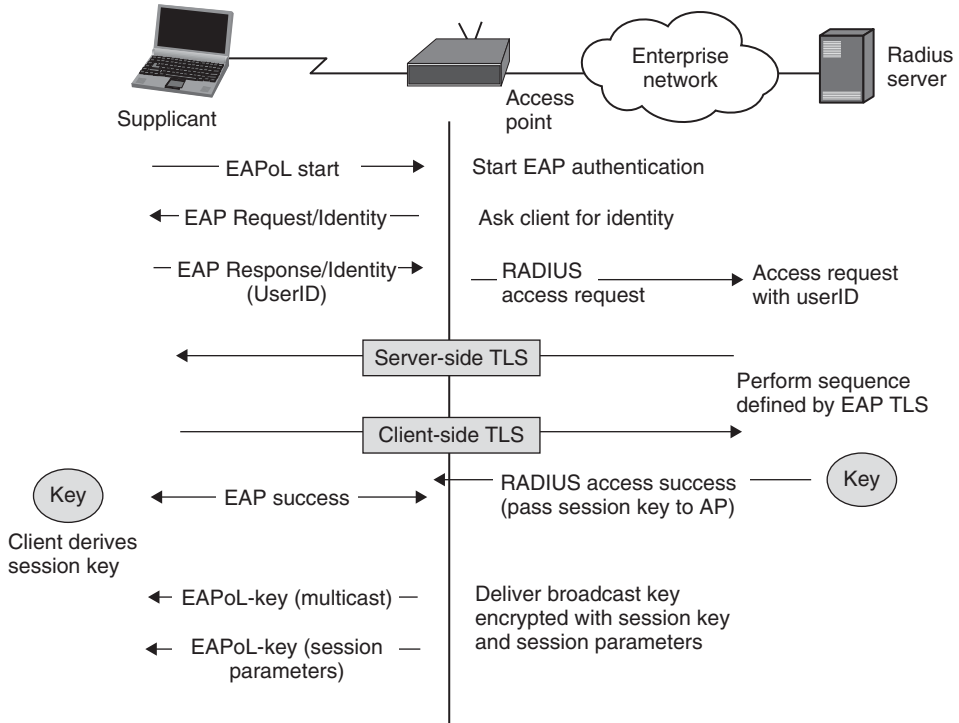 Supplicant
Access
point
Enterprise
network
Radius
server
EAPoL start
Start EAP authentication
EAP Request/Identity
Ask client for identity
EAP Response/Identity
(UserID)
RADIUS
access request
Access request
with userID
Server-side TLS
Perform sequence
defined by EAP TLS
Client-side TLS
Key
Client derives
session key
EAP success
RADIUS access success
(pass session key to AP)
Key
EAPoL-key (multicast)
Deliver broadcast key
encrypted with session key
and session parameters
EAPoL-key (session
parameters)